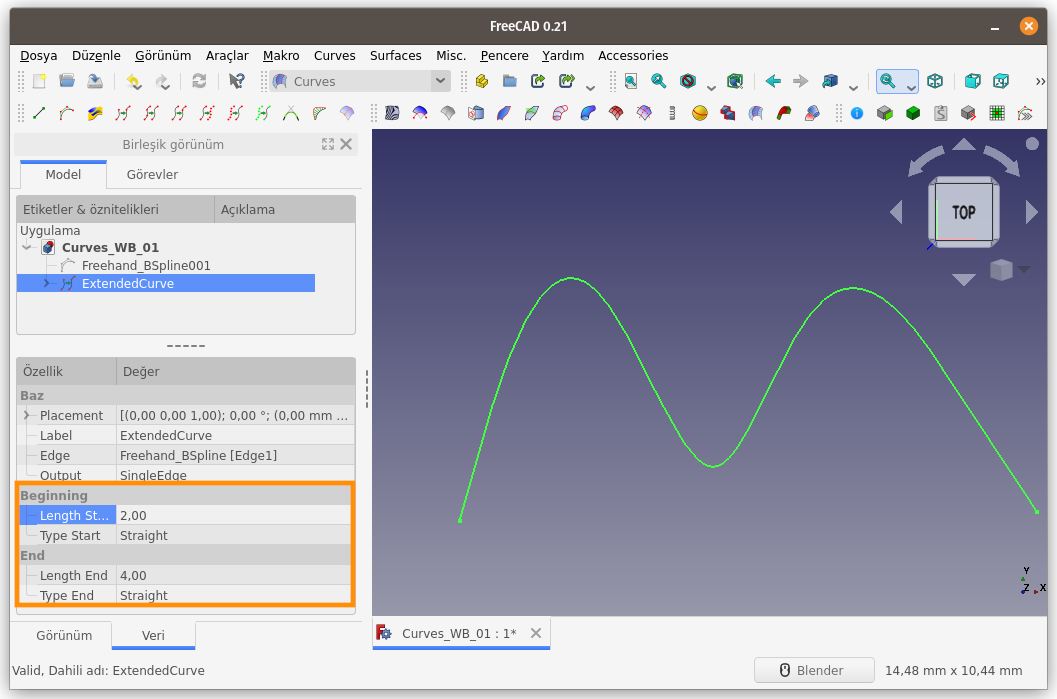 FreeCAD 0.21
Dosya Düzenle Görünüm Araçlar Makro Curves Surfaces Misc. Pencere Yardım Accessories
Curves
Birleşik görünüm
Model Görevler
Etiketler & öznitelikleri Açıklama
Uygulama
Curves_WB_01
Freehand_BSpline001
ExtendedCurve
Özellik Değer
Baz
Placement [(0,00 0,00 1,00); 0,00 °; (0,00 mm ...
Label ExtendedCurve
Edge Freehand_BSpline [Edge1]
Output SingleEdge
Beginning
Length St... 2,00
Type Start Straight
End
Length End 4,00
Type End Straight
Görünüm Veri
TOP
Y
Z X
Curves_WB_01 : 1*
Valid, Dahili adı: ExtendedCurve
Blender 14,48 mm x 10,44 mm